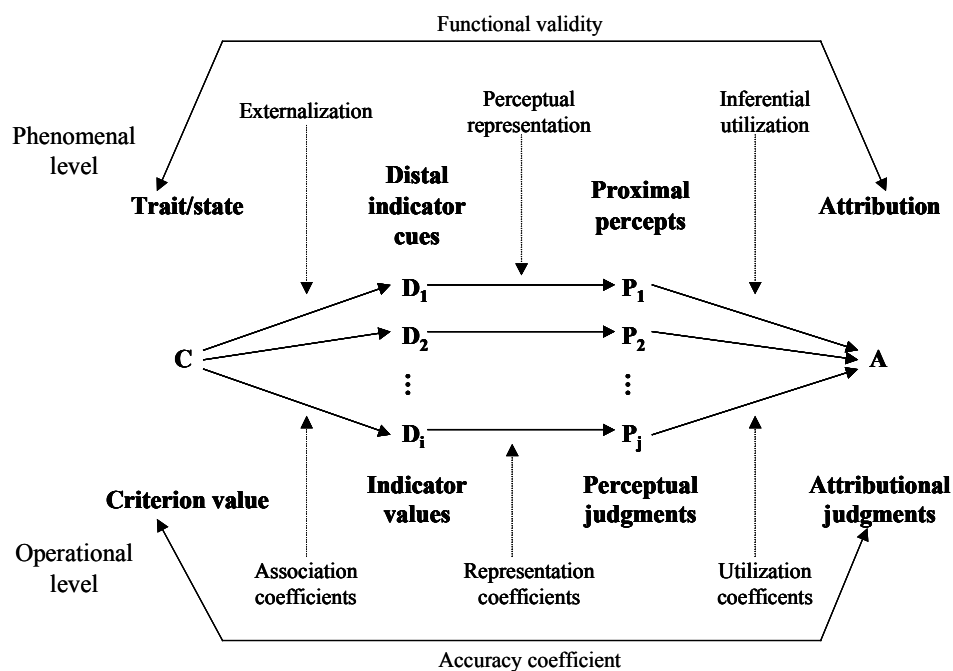 Functional validity
Externalization
Perceptual
representation
Inferential
utilization
Phenomenal
level
Trait/state
Distal
indicator
cues
Proximal
percepts
Attribution
D1
P1
D2
P2
C
A
⋮
⋮
Di
Pj
Criterion value
Indicator
values
Perceptual
judgments
Attributional
judgments
Operational
level
Association
coefficients
Representation
coefficients
Utilization
coefficents
Accuracy coefficient